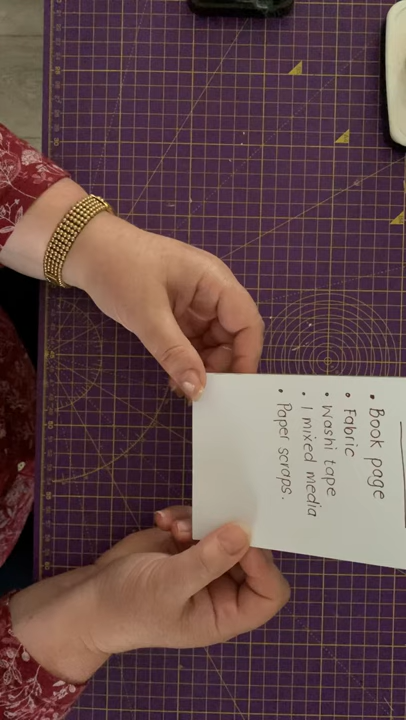 • Book page
• Fabric
• Washi tape
• 1 mixed media
• Paper scraps.